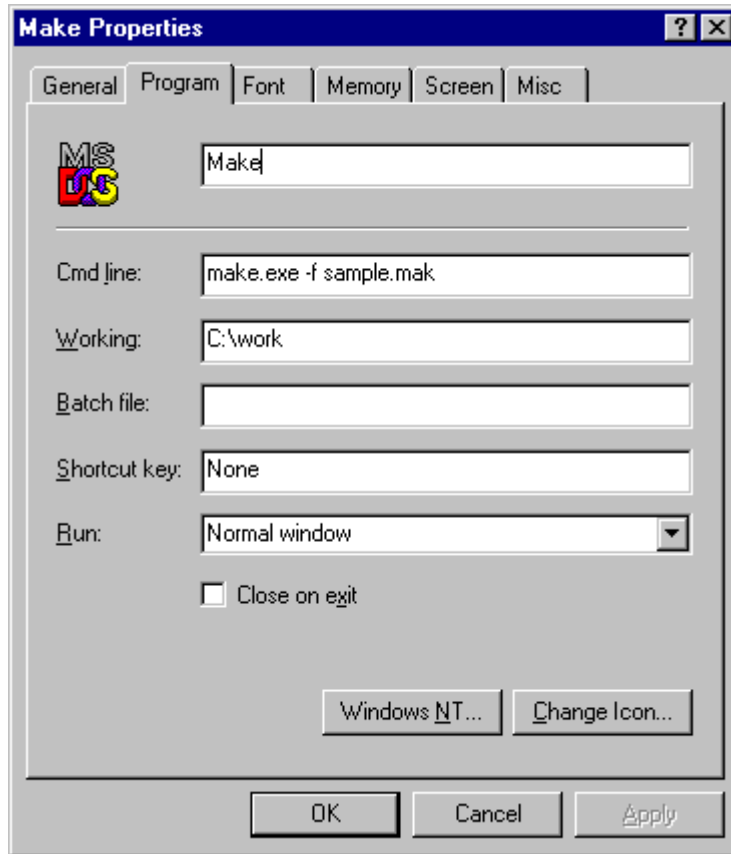 Make Properties
General Program Font Memory Screen Misc
MS
DOS
Make
Cmd line: make.exe -f sample.mak
Working: C:\work
Batch file:
Shortcut key: None
Run: Normal window
Close on exit
Windows NT... Change Icon...
OK Cancel Apply